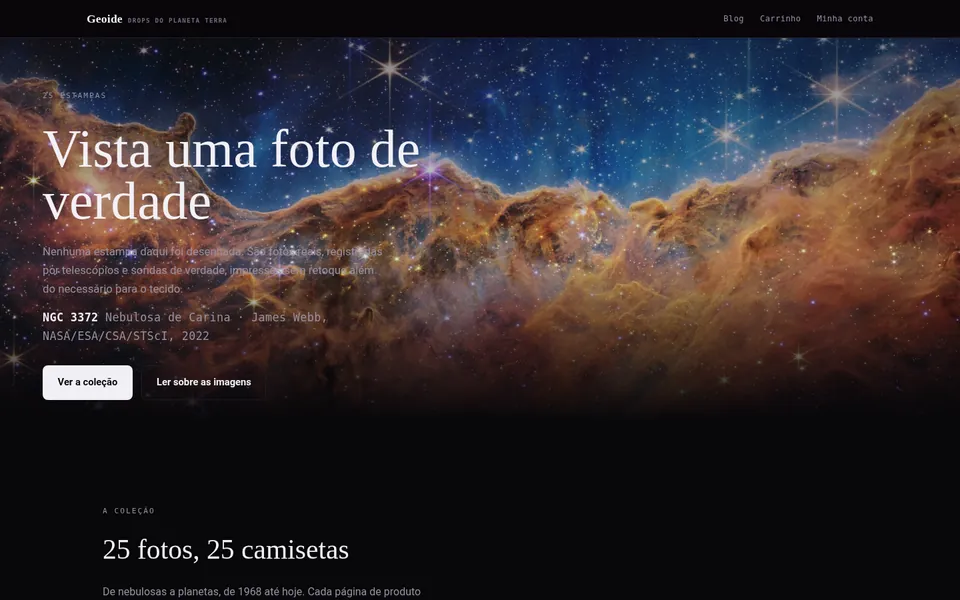 Geoide DROPS DO PLANETA TERRA
Blog Carrinho Minha conta
25 ESTAMPAS
Vista uma foto de
verdade
Nenhuma estampa daqui foi desenhada. São fotos reais, registradas
por telescópios e sondas de verdade, impressas sem retoque além
do necessário para o tecido.
NGC 3372 Nebulosa de Carina · James Webb,
NASA/ESA/CSA/STScI, 2022
Ver a coleção Ler sobre as imagens
A COLEÇÃO
25 fotos, 25 camisetas
De nebulosas a planetas, de 1968 até hoje. Cada página de produto